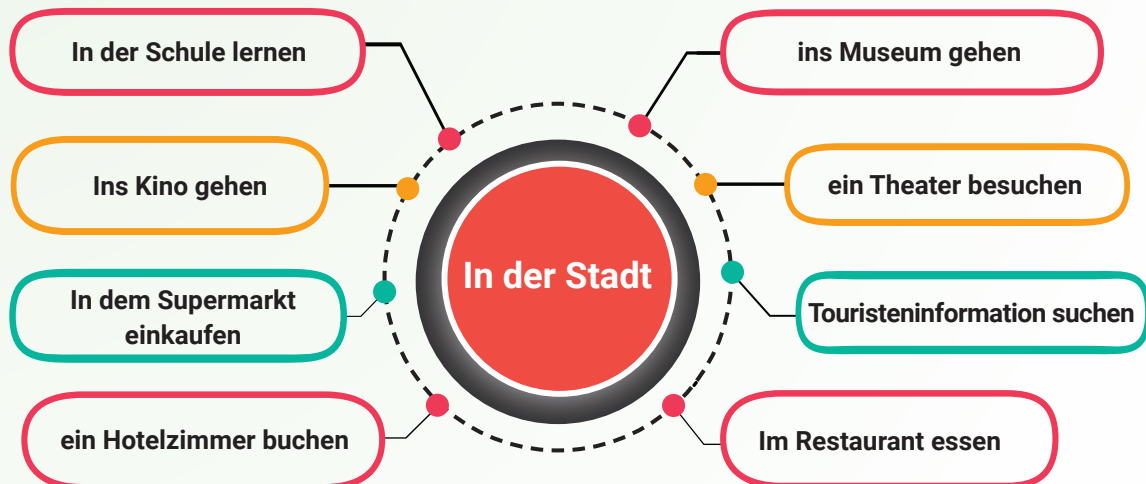 In der Schule lernen
Ins Kino gehen
In dem Supermarkt
einkaufen
ein Hotelzimmer buchen
In der Stadt
ins Museum gehen
ein Theater besuchen
Touristeninformation suchen
Im Restaurant essen